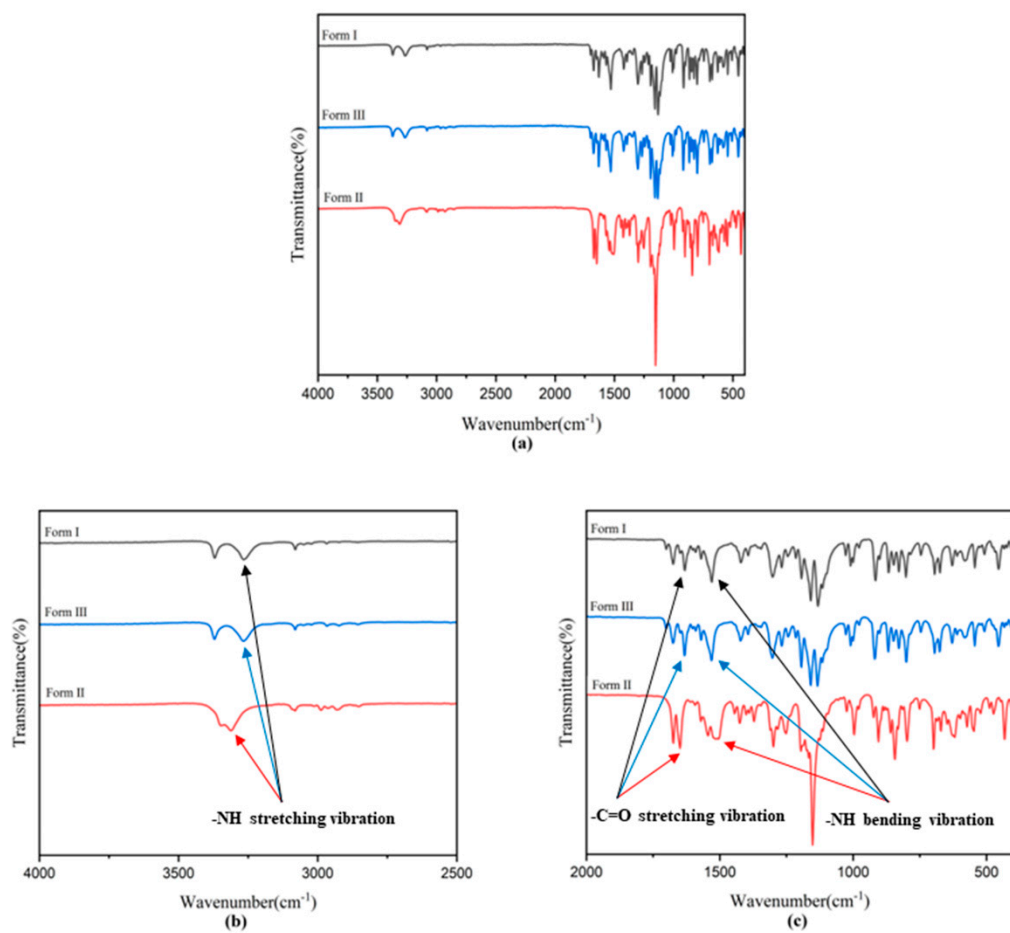 Form I
Form III
Form II
Transmittance(%)
4000 3500 3000 2500 2000 1500 1000 500
Wavenumber(cm⁻¹)
(a)
Form I
Form III
Form II
Transmittance(%)
-NH stretching vibration
4000 3500 3000 2500
Wavenumber(cm⁻¹)
(b)
Form I
Form III
Form II
Transmittance(%)
-C=O stretching vibration
-NH bending vibration
2000 1500 1000 500
Wavenumber(cm⁻¹)
(c)